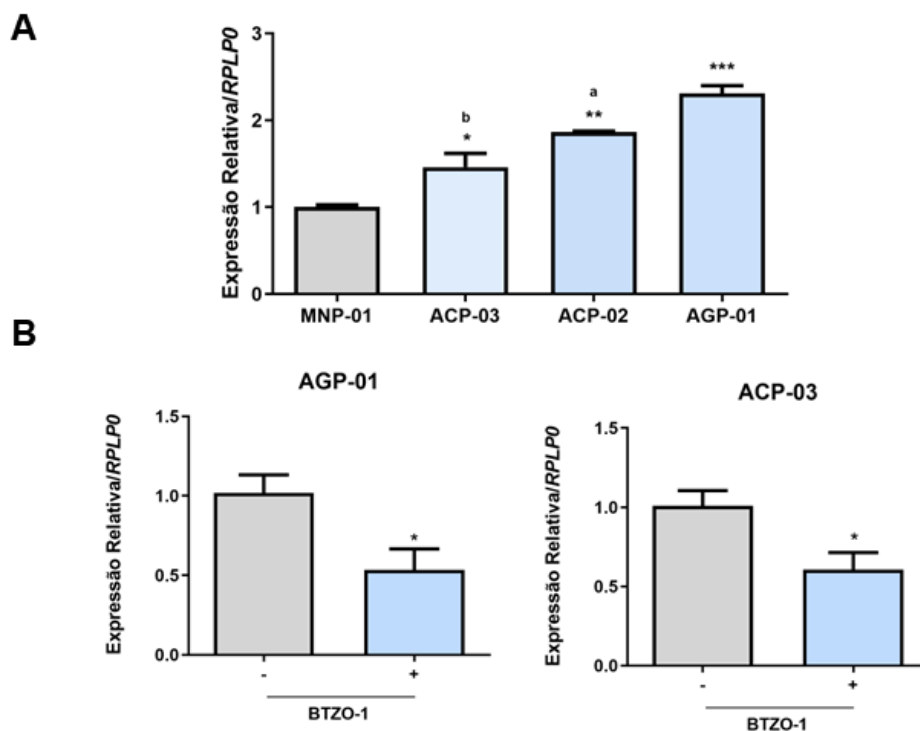 A
Expressão Relativa/RPLP0
3
2
1
0
b
*
a
**
***
MNP-01 ACP-03 ACP-02 AGP-01
B
AGP-01
Expressão Relativa/RPLP0
1.5
1.0
0.5
0.0
*
- +
BTZO-1
ACP-03
Expressão Relativa/RPLP0
1.5
1.0
0.5
0.0
*
- +
BTZO-1